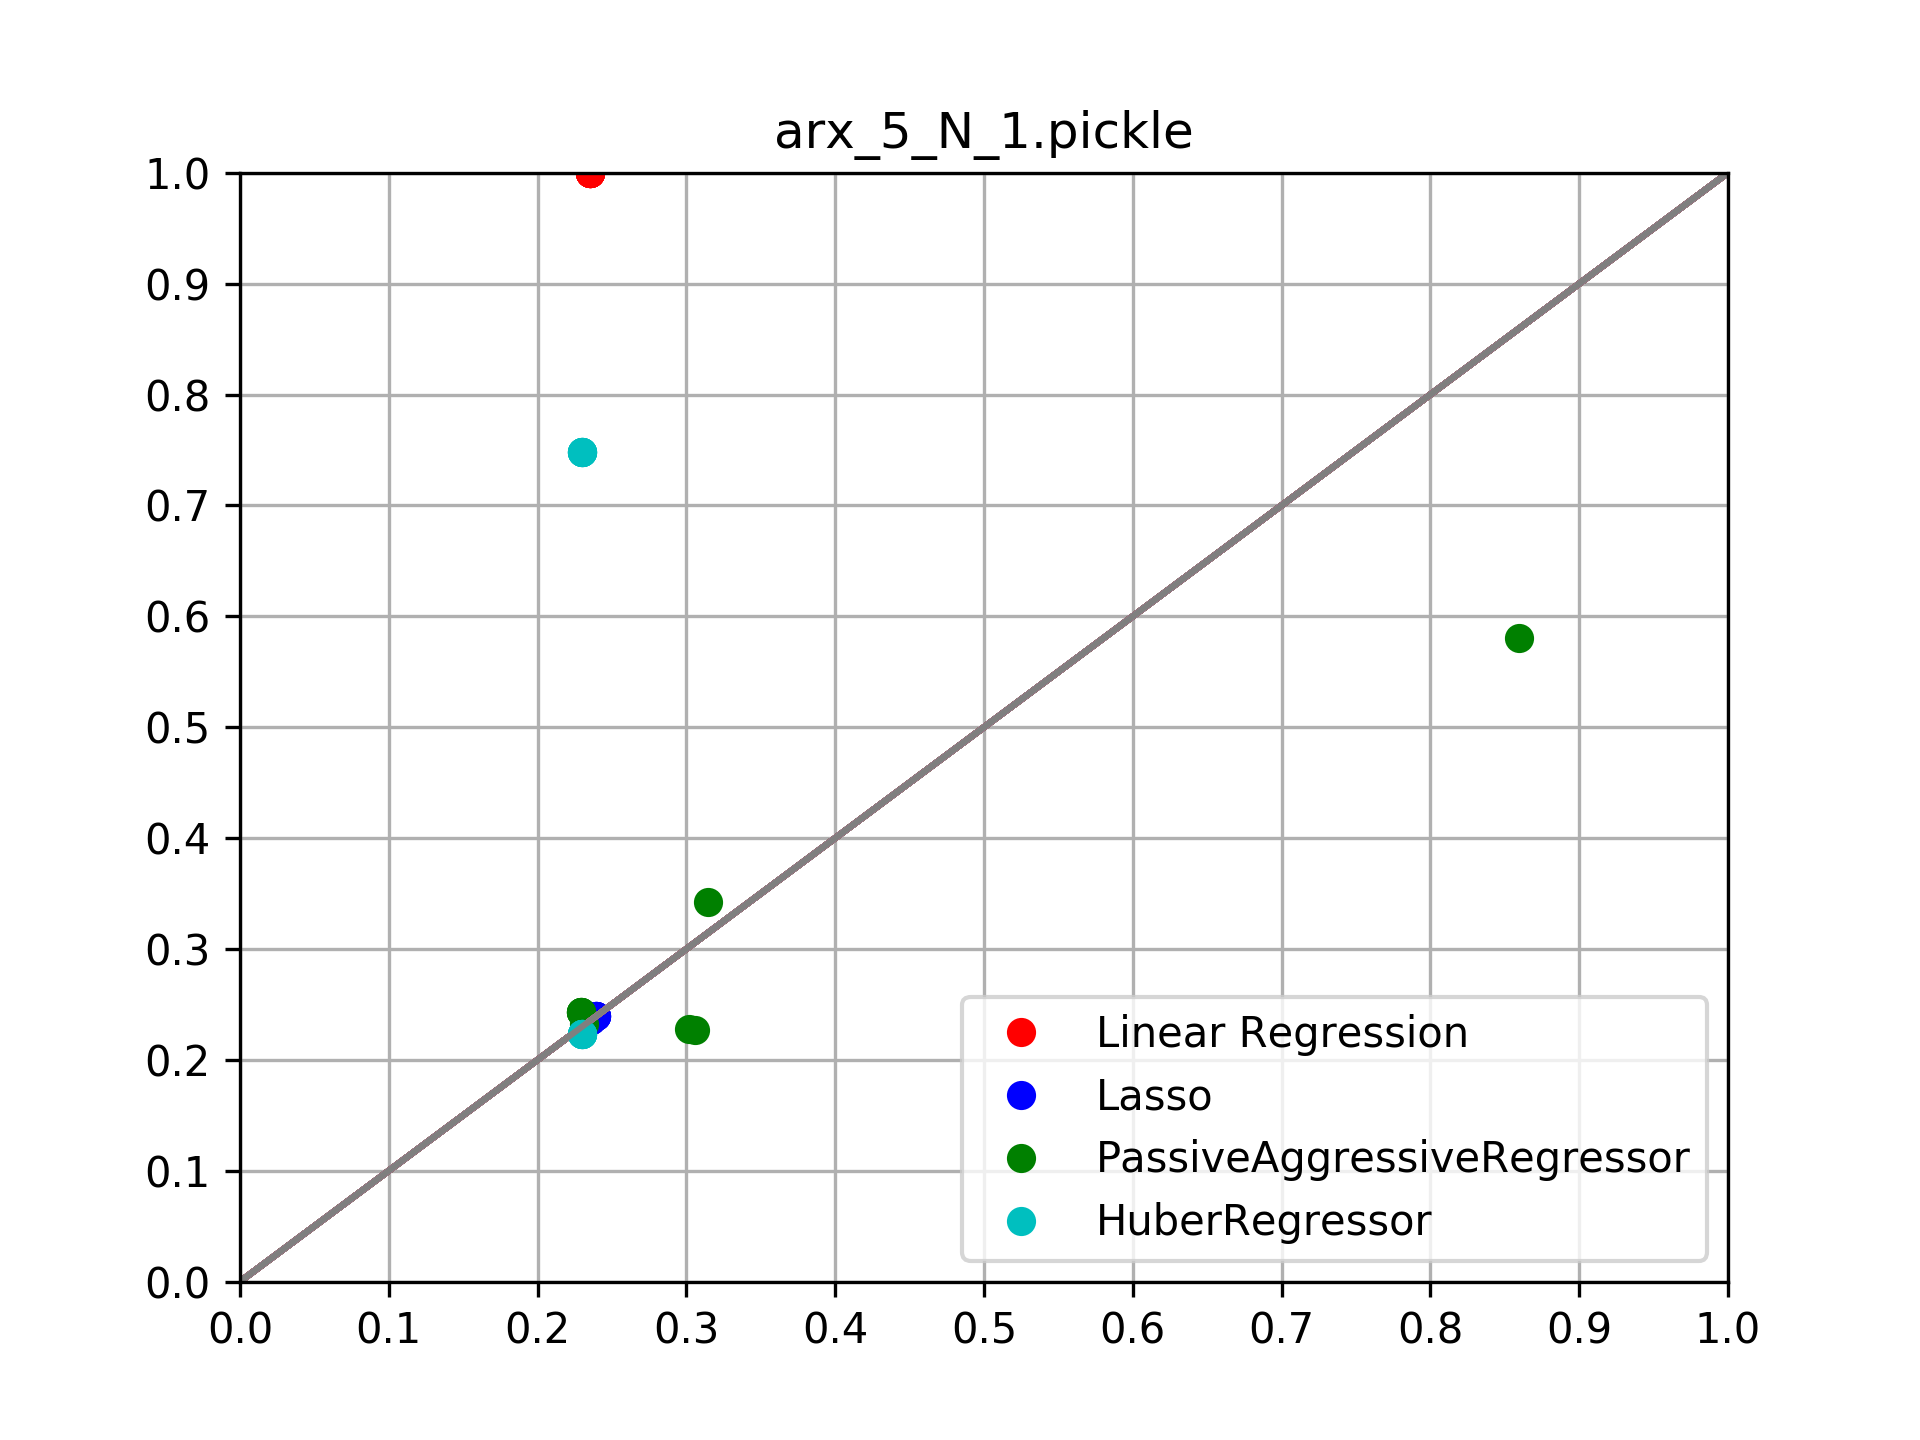 arx_5_N_1.pickle
1.0
0.9
0.8
0.7
0.6
0.5
0.4
0.3
0.2
0.1
0.0
Linear Regression
Lasso
PassiveAggressiveRegressor
HuberRegressor
0.0 0.1 0.2 0.3 0.4 0.5 0.6 0.7 0.8 0.9 1.0